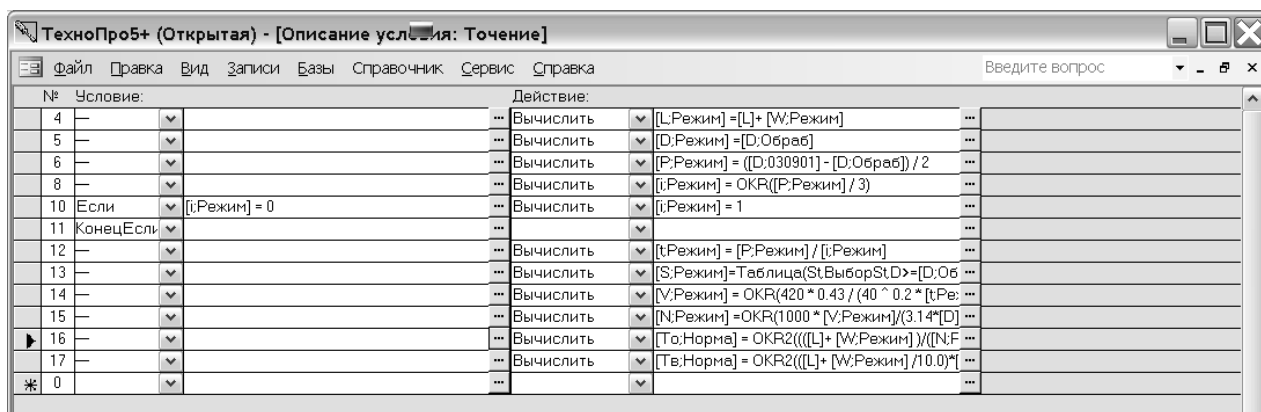 ТехноПро5+ (Открытая) - [Описание условия: Точение]
Файл Правка Вид Записи Базы Справочник Сервис Справка Введите вопрос
№ Условие: Действие:
4 — Вычислить [L;Режим] =[L]+ [W;Режим]
5 — Вычислить [D;Режим] =[D;Обраб]
6 — Вычислить [P;Режим] = ([D;030901] - [D;Обраб]) / 2
8 — Вычислить [i;Режим] = OKR([P;Режим] / 3)
10 Если [i;Режим] = 0 Вычислить [i;Режим] = 1
11 КонецЕсли
12 — Вычислить [t;Режим] = [P;Режим] / [i;Режим]
13 — Вычислить [S;Режим]=Таблица(St;ВыборSt;D>=[D;Об
14 — Вычислить [V;Режим] = OKR(420 * 0.43 / (40 ^ 0.2 * [t;Ре
15 — Вычислить [N;Режим] =OKR(1000 * [V;Режим]/(3.14*[D]
16 — Вычислить [То;Норма] = OKR2((([L]+ [W;Режим] )/([N;F
17 — Вычислить [Тв;Норма] = OKR2(([L]+ [W;Режим] /10.0)*[
0